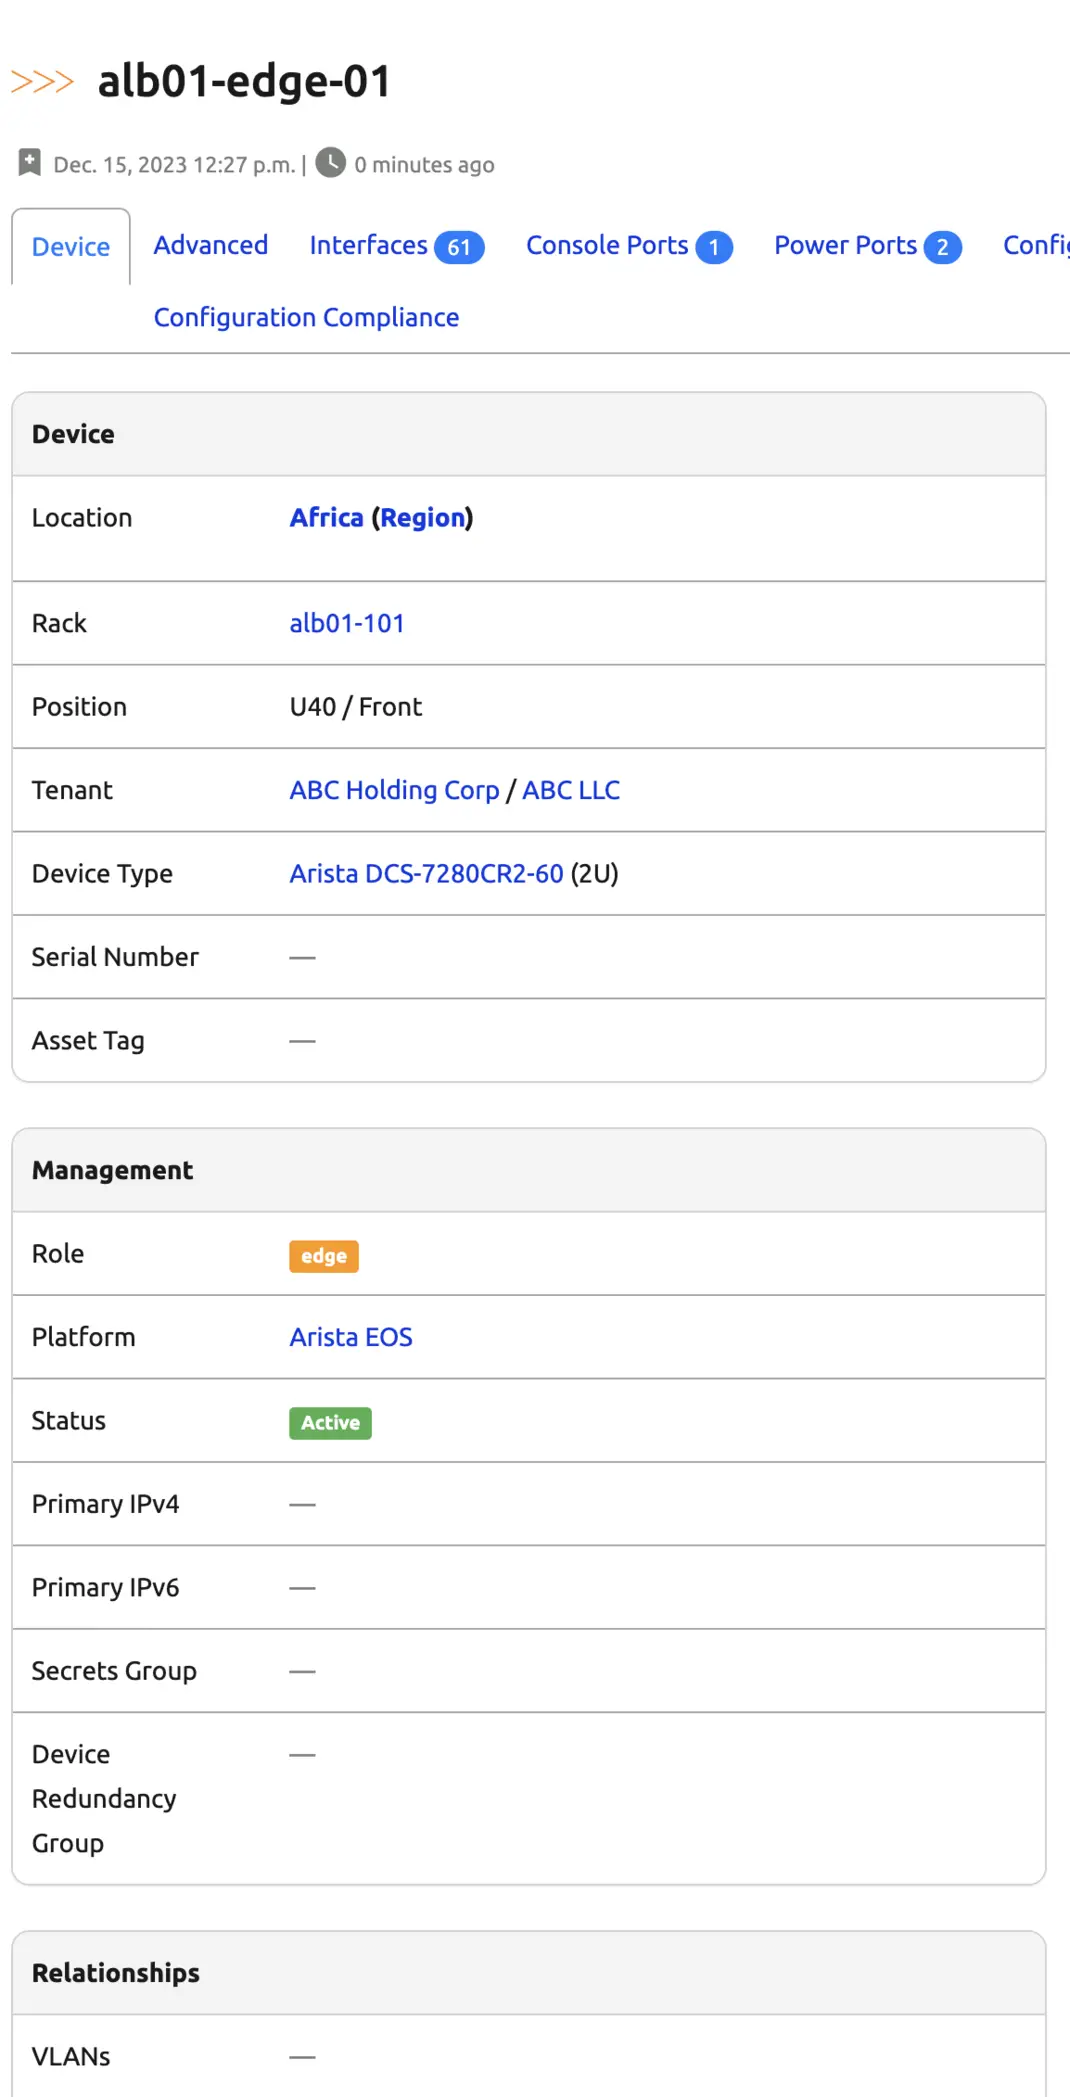 >>> alb01-edge-01
Dec. 15, 2023 12:27 p.m. | 0 minutes ago
Device Advanced Interfaces 61 Console Ports 1 Power Ports 2 Config
Configuration Compliance
Device
Location Africa (Region)
Rack alb01-101
Position U40 / Front
Tenant ABC Holding Corp / ABC LLC
Device Type Arista DCS-7280CR2-60 (2U)
Serial Number —
Asset Tag —
Management
Role edge
Platform Arista EOS
Status Active
Primary IPv4 —
Primary IPv6 —
Secrets Group —
Device —
Redundancy
Group
Relationships
VLANs —